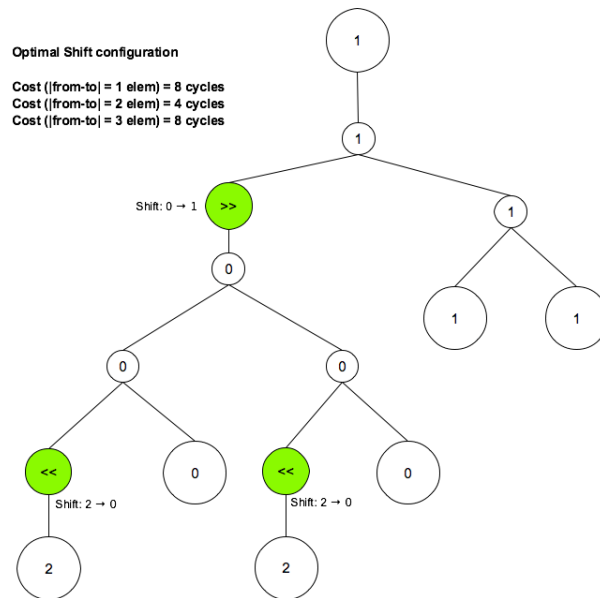 1
Optimal Shift configuration
Cost (|from-to| = 1 elem) = 8 cycles
Cost (|from-to| = 2 elem) = 4 cycles
Cost (|from-to| = 3 elem) = 8 cycles
1
Shift: 0 → 1
>>
1
0
1
1
0
0
<<
0
<<
0
Shift: 2 → 0
Shift: 2 → 0
2
2